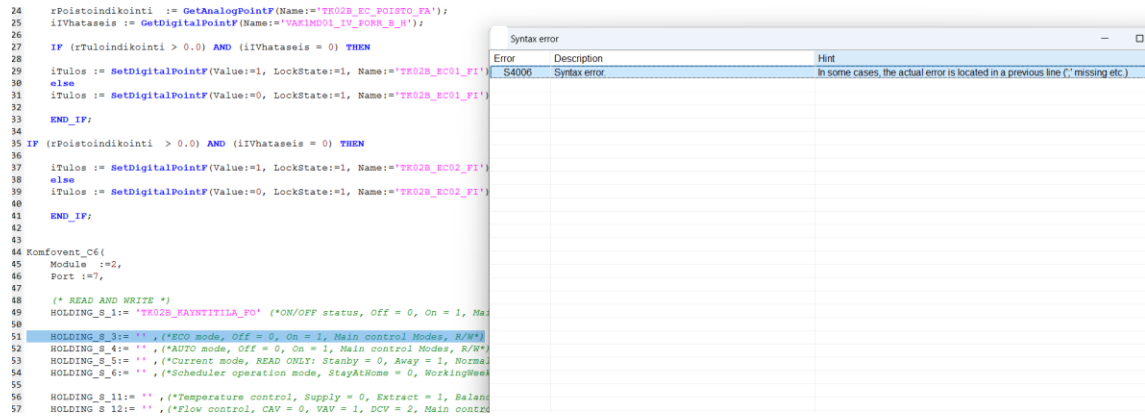 24 rPoistoindikointi := GetAnalogPointF(Name:='TK02B_EC_POISTO_FA');
25 iIVhataseis := GetDigitalPointF(Name:='VAK1MD01_IV_PORR_S_H');
26
27 IF (rTuloindikointi > 0.0) AND (iIVhataseis = 0) THEN
28
29 iTulos := SetDigitalPointF(Value:=1, LockState:=1, Name:='TK02B_EC01_FI')
30 else
31 iTulos := SetDigitalPointF(Value:=0, LockState:=1, Name:='TK02B_EC01_FI')
32
33 END_IF;
34
35 IF (rPoistoindikointi > 0.0) AND (iIVhataseis = 0) THEN
36
37 iTulos := SetDigitalPointF(Value:=1, LockState:=1, Name:='TK02B_EC02_FI')
38 else
39 iTulos := SetDigitalPointF(Value:=0, LockState:=1, Name:='TK02B_EC02_FI')
40
41 END_IF;
42
43
44 Komfovent_C6(
45 Module :=2,
46 Port :=7,
47
48 (* READ AND WRITE *)
49 HOLDING_S_1:= 'TK02B_KAYNTITILA_FO' (*ON/OFF status, Off = 0, On = 1, Mai
50
51 HOLDING_S_3:= '' ,(*ECO mode, Off = 0, On = 1, Main control Modes, R/W*)
52 HOLDING_S_4:= '' ,(*AUTO mode, Off = 0, On = 1, Main control Modes, R/W*)
53 HOLDING_S_5:= '' ,(*Current mode, READ ONLY: Stanby = 0, Away = 1, Normal
54 HOLDING_S_6:= '' ,(*Scheduler operation mode, StayAtHome = 0, WorkingWeek
55
56 HOLDING_S_11:= '' ,(*Temperature control, Supply = 0, Extract = 1, Balanc
57 HOLDING_S_12:= '' ,(*Flow control, CAV = 0, VAV = 1, DCV = 2, Main contro
Syntax error
Error Description Hint
S4006 Syntax error. In some cases, the actual error is located in a previous line (';' missing etc.)